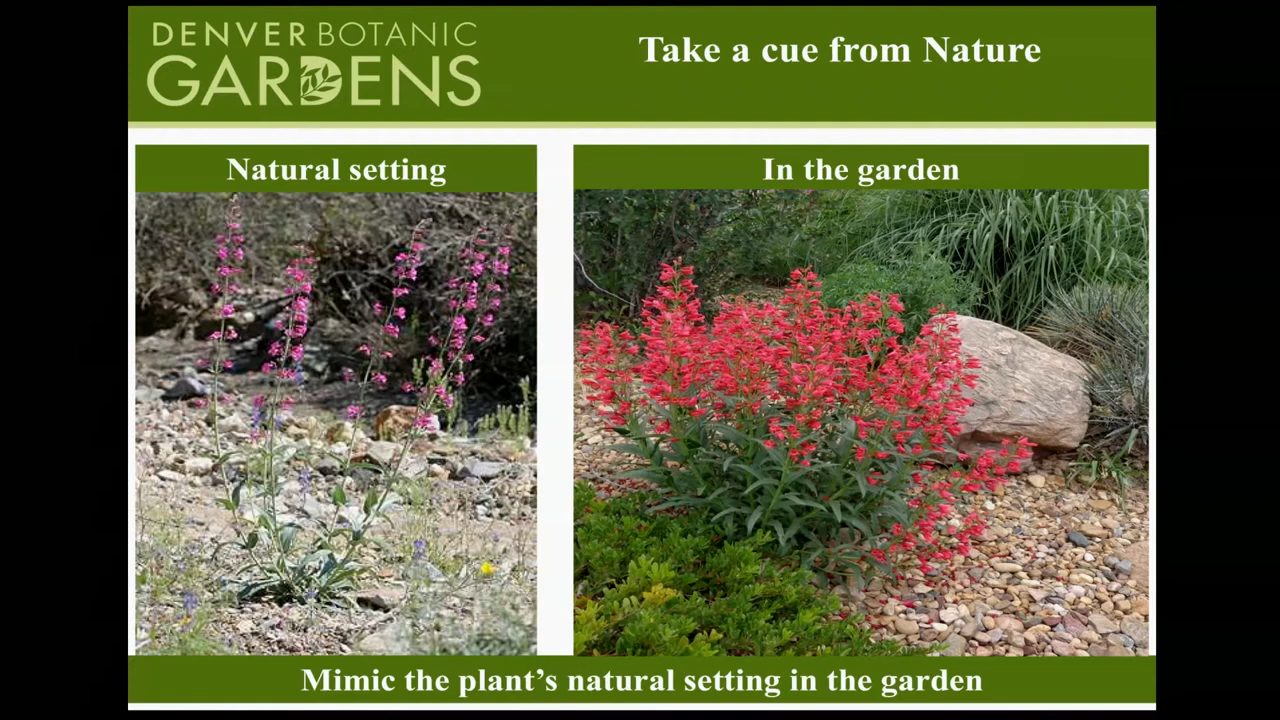 DENVER BOTANIC
GARDENS
Take a cue from Nature
Natural setting
In the garden
Mimic the plant’s natural setting in the garden